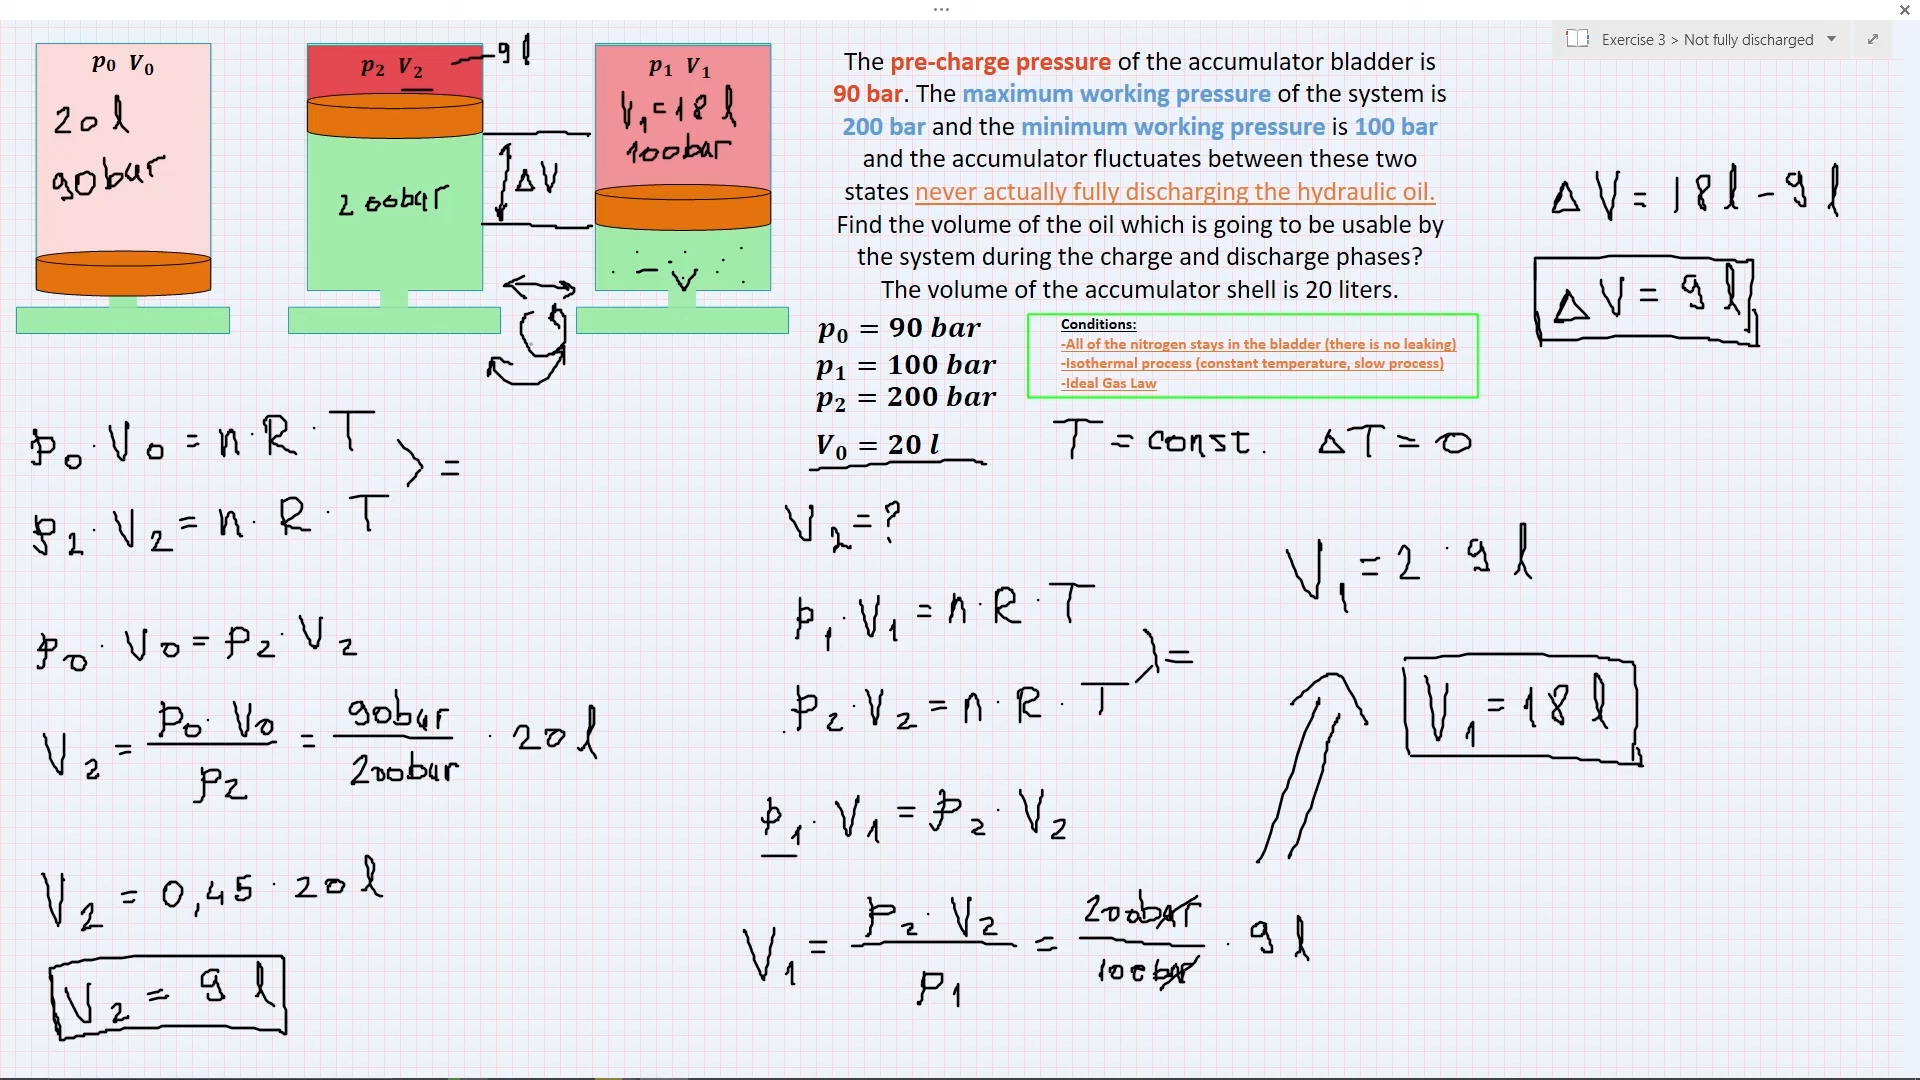 Exercise 3 > Not fully discharged
p₀ V₀
20 l
90bar
p₂ V₂
9 l
200bar
ΔV
p₁ V₁
V₁=18 l
100bar
The pre-charge pressure of the accumulator bladder is
90 bar. The maximum working pressure of the system is
200 bar and the minimum working pressure is 100 bar
and the accumulator fluctuates between these two
states never actually fully discharging the hydraulic oil.
Find the volume of the oil which is going to be usable by
the system during the charge and discharge phases?
The volume of the accumulator shell is 20 liters.
p₀ = 90 bar
p₁ = 100 bar
p₂ = 200 bar
V₀ = 20 l
Conditions:
-All of the nitrogen stays in the bladder (there is no leaking)
-Isothermal process (constant temperature, slow process)
-Ideal Gas Law
ΔV = 18 l - 9 l
ΔV = 9 l
T = const. ΔT = 0
p₀ · V₀ = n · R · T
p₂ · V₂ = n · R · T
p₀ · V₀ = p₂ · V₂
V₂ = p₀ · V₀ / p₂ = 90bar / 200bar · 20 l
V₂ = 0,45 · 20 l
V₂ = 9 l
V₂ = ?
p₁ · V₁ = n · R · T
p₂ · V₂ = n · R · T
p₁ · V₁ = p₂ · V₂
V₁ = p₂ · V₂ / p₁ = 200bar / 100bar · 9 l
V₁ = 2 · 9 l
V₁ = 18 l